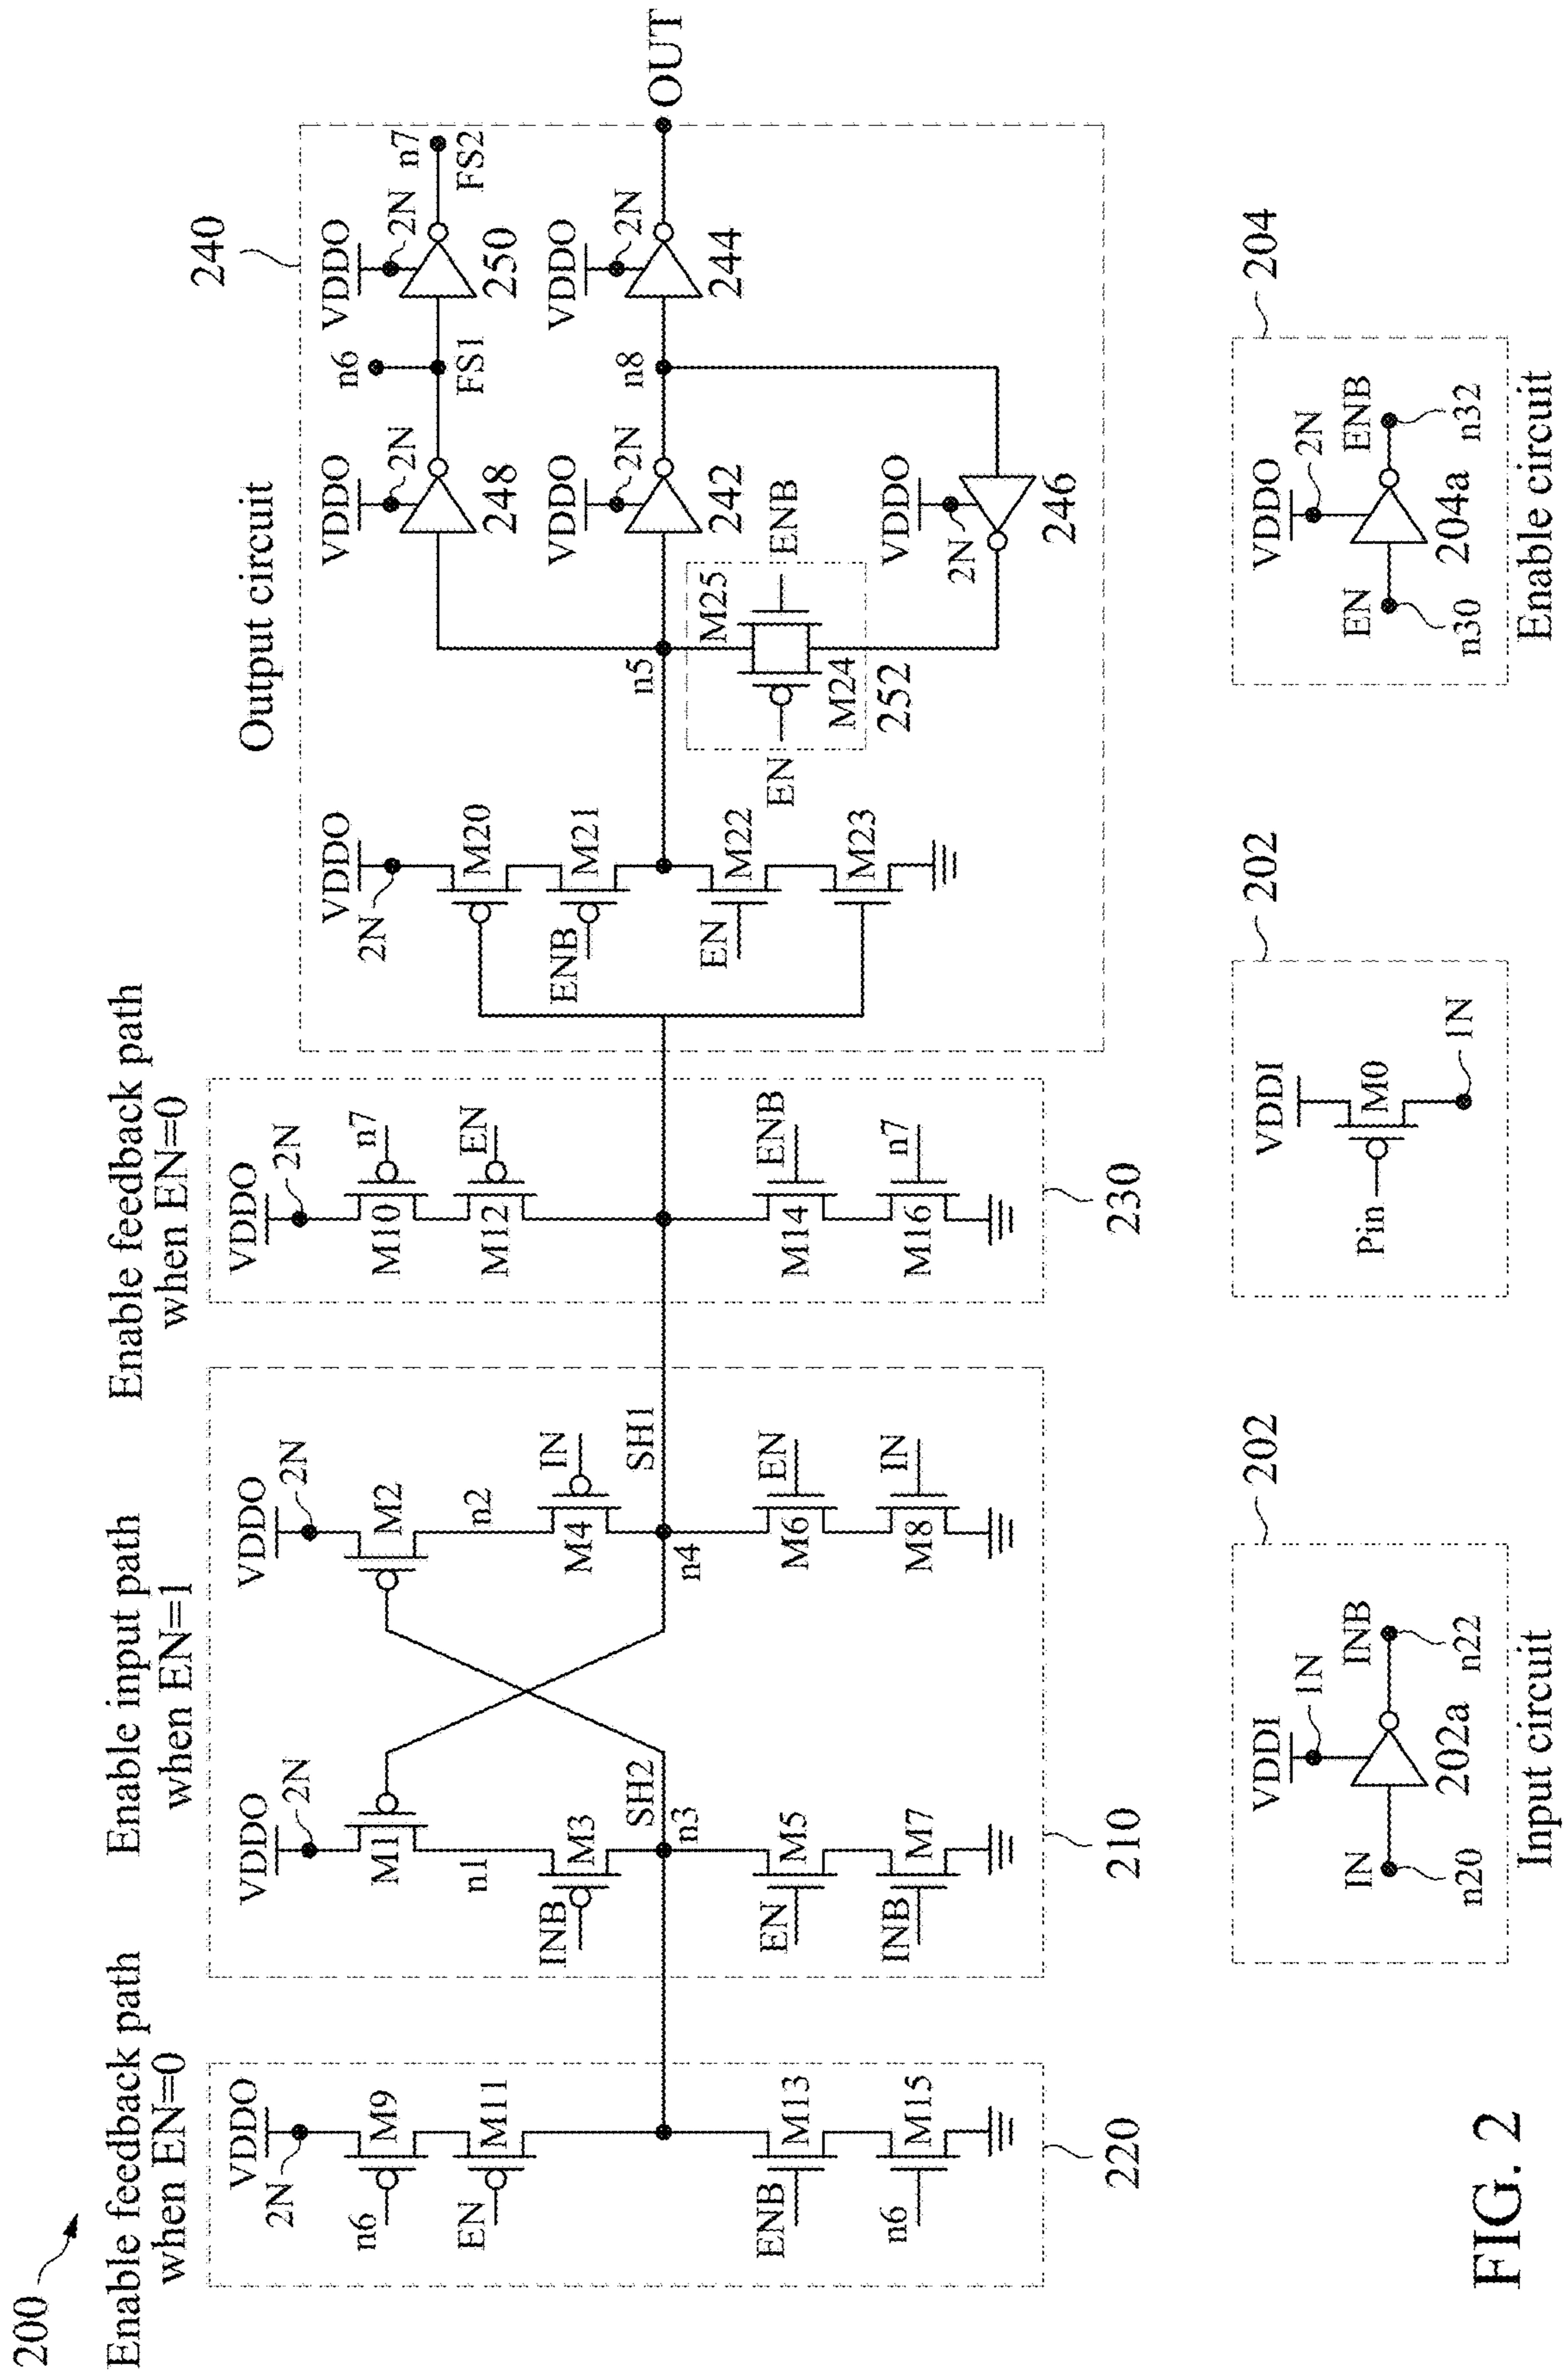 200
Enable feedback path
when EN=0
Enable input path
when EN=1
Enable feedback path
when EN=0
Output circuit
240
VDDO
2N
n6
M9
EN
M11
ENB
M13
n6
M15
220
VDDO
2N
M1
n1
INB
M3
SH2
n3
EN
M5
INB
M7
VDDO
2N
M2
n2
IN
M4
SH1
n4
EN
M6
IN
M8
210
VDDO
2N
n7
M10
EN
M12
ENB
M14
n7
M16
230
VDDO
2N
M20
ENB
M21
EN
M22
M23
n5
M25
ENB
EN
M24
252
VDDO
2N
248
n6
FS1
VDDO
2N
250
n7
FS2
VDDO
2N
242
n8
VDDO
2N
244
OUT
VDDO
2N
246
202
VDDI
1N
IN
INB
n20
202a
n22
Input circuit
202
VDDI
Pin
M0
1N
204
VDDO
2N
EN
ENB
n30
204a
n32
Enable circuit
FIG. 2